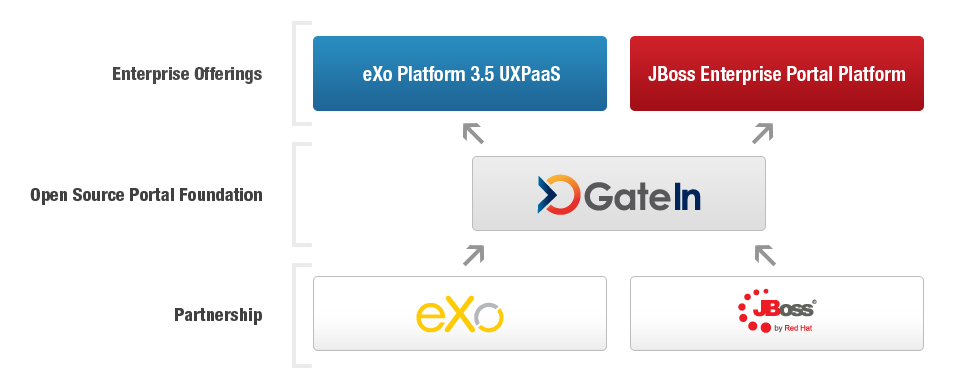 Enterprise Offerings
eXo Platform 3.5 UXPaaS
JBoss Enterprise Portal Platform
Open Source Portal Foundation
GateIn
Partnership
eXo
JBoss
by Red Hat